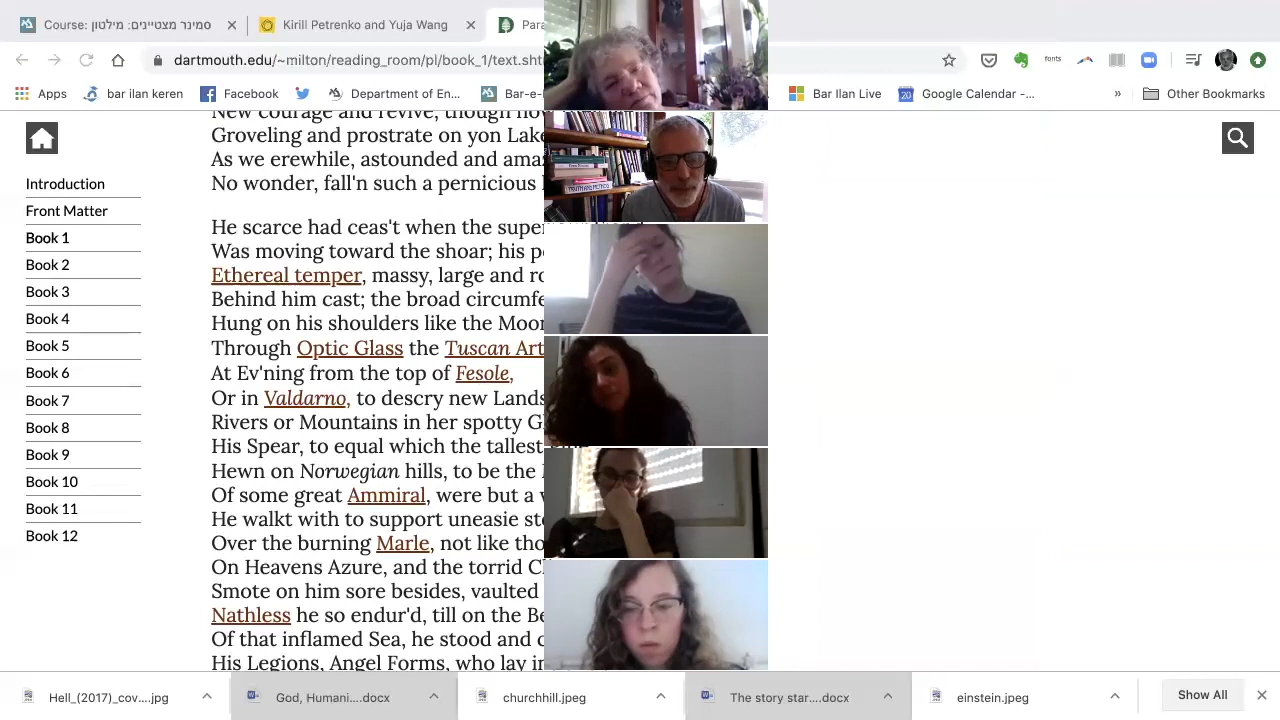 Course: סמינר מצטיינים: מילטון
Kirill Petrenko and Yuja Wang
Para
dartmouth.edu/~milton/reading_room/pl/book_1/text.sht
fonts
Apps
bar ilan keren
Facebook
Department of En...
Bar-e-
Bar Ilan Live
20
Google Calendar -...
»
Other Bookmarks
New courage and revive, though now
Groveling and prostrate on yon Lake
As we erewhile, astounded and amaz
No wonder, fall'n such a pernicious
He scarce had ceas't when the super
Was moving toward the shoar; his p
Ethereal temper, massy, large and ro
Behind him cast; the broad circumfe
Hung on his shoulders like the Moon
Through Optic Glass the Tuscan Art
At Ev'ning from the top of Fesole,
Or in Valdarno, to descry new Lands
Rivers or Mountains in her spotty G
His Spear, to equal which the tallest
Hewn on Norwegian hills, to be the
Of some great Ammiral, were but a w
He walkt with to support uneasie ste
Over the burning Marle, not like tho
On Heavens Azure, and the torrid Cl
Smote on him sore besides, vaulted
Nathless he so endur'd, till on the Be
Of that inflamed Sea, he stood and c
His Legions, Angel Forms, who lay in
Introduction
Front Matter
Book 1
Book 2
Book 3
Book 4
Book 5
Book 6
Book 7
Book 8
Book 9
Book 10
Book 11
Book 12
TRUTH AND METHOD
Hell_(2017)_cov....jpg
God, Humani....docx
churchhill.jpeg
The story star....docx
einstein.jpeg
Show All